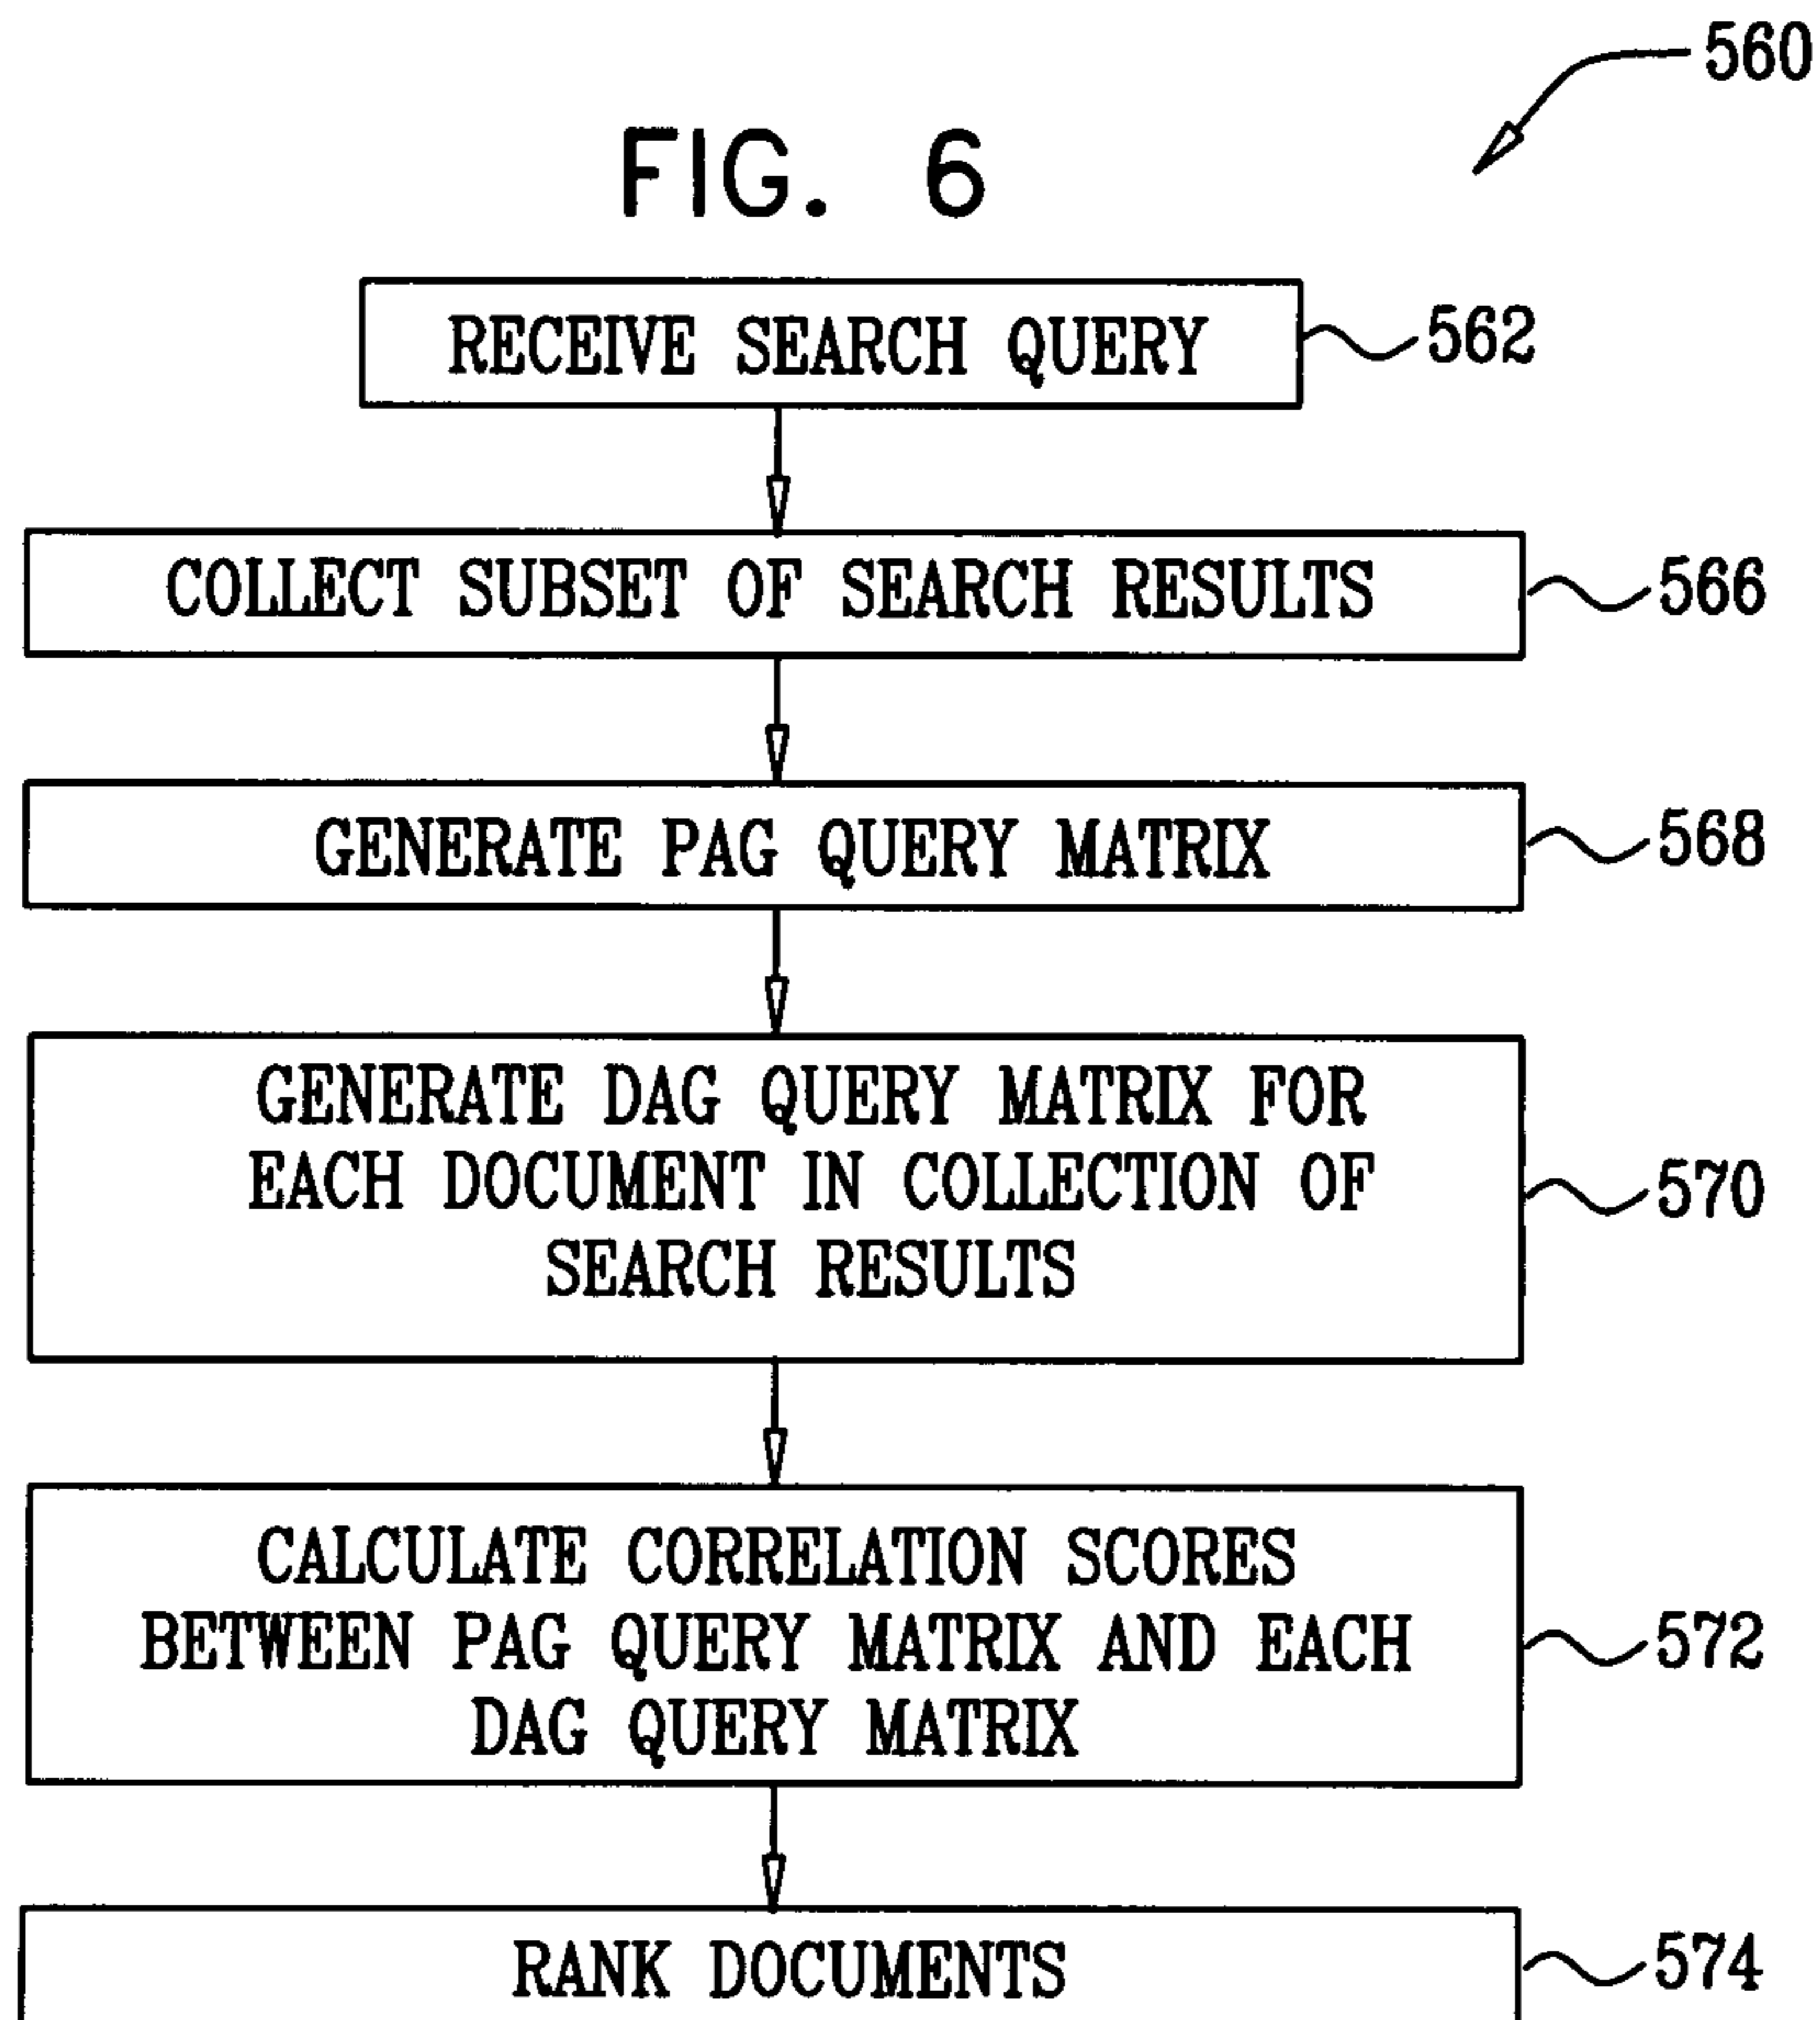 560
FIG. 6
RECEIVE SEARCH QUERY
562
COLLECT SUBSET OF SEARCH RESULTS
566
GENERATE PAG QUERY MATRIX
568
GENERATE DAG QUERY MATRIX FOR
EACH DOCUMENT IN COLLECTION OF
SEARCH RESULTS
570
CALCULATE CORRELATION SCORES
BETWEEN PAG QUERY MATRIX AND EACH
DAG QUERY MATRIX
572
RANK DOCUMENTS
574